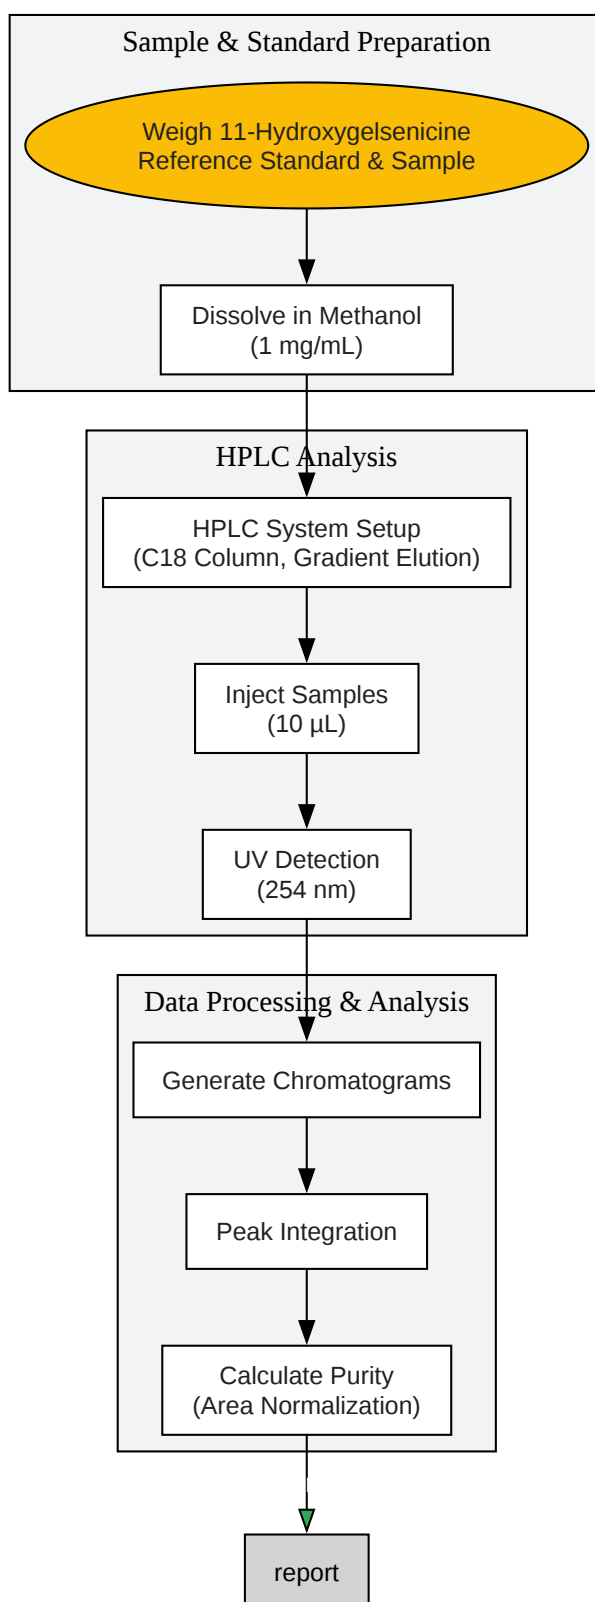 Sample & Standard Preparation
Weigh 11-Hydroxygelsenicine
Reference Standard & Sample
Dissolve in Methanol
(1 mg/mL)
HPLC Analysis
HPLC System Setup
(C18 Column, Gradient Elution)
Inject Samples
(10 µL)
UV Detection
(254 nm)
Data Processing & Analysis
Generate Chromatograms
Peak Integration
Calculate Purity
(Area Normalization)
report